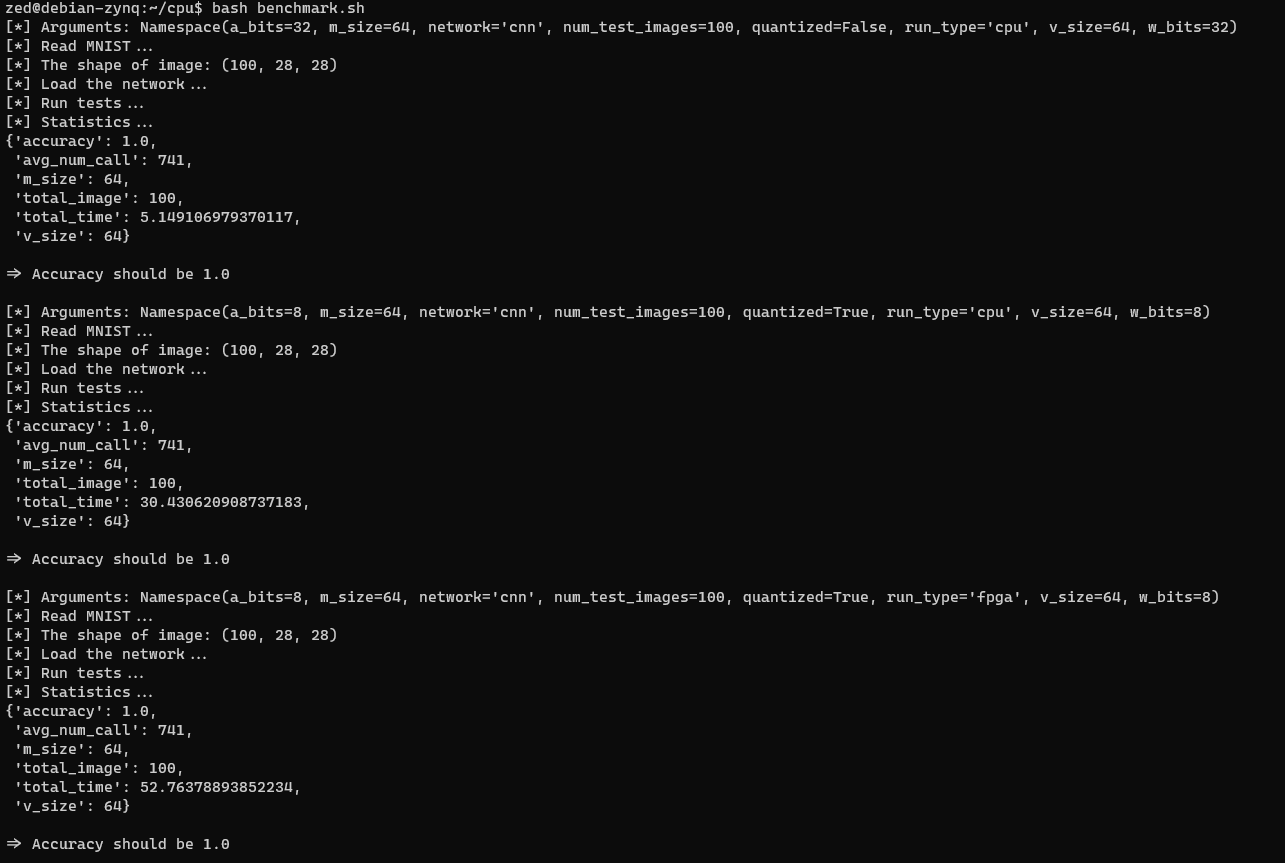 zed@debian-zynq:~/cpu$ bash benchmark.sh
[*] Arguments: Namespace(a_bits=32, m_size=64, network='cnn', num_test_images=100, quantized=False, run_type='cpu', v_size=64, w_bits=32)
[*] Read MNIST...
[*] The shape of image: (100, 28, 28)
[*] Load the network...
[*] Run tests...
[*] Statistics...
{'accuracy': 1.0,
 'avg_num_call': 741,
 'm_size': 64,
 'total_image': 100,
 'total_time': 5.149106979370117,
 'v_size': 64}

=> Accuracy should be 1.0

[*] Arguments: Namespace(a_bits=8, m_size=64, network='cnn', num_test_images=100, quantized=True, run_type='cpu', v_size=64, w_bits=8)
[*] Read MNIST...
[*] The shape of image: (100, 28, 28)
[*] Load the network...
[*] Run tests...
[*] Statistics...
{'accuracy': 1.0,
 'avg_num_call': 741,
 'm_size': 64,
 'total_image': 100,
 'total_time': 30.430620908737183,
 'v_size': 64}

=> Accuracy should be 1.0

[*] Arguments: Namespace(a_bits=8, m_size=64, network='cnn', num_test_images=100, quantized=True, run_type='fpga', v_size=64, w_bits=8)
[*] Read MNIST...
[*] The shape of image: (100, 28, 28)
[*] Load the network...
[*] Run tests...
[*] Statistics...
{'accuracy': 1.0,
 'avg_num_call': 741,
 'm_size': 64,
 'total_image': 100,
 'total_time': 52.76378893852234,
 'v_size': 64}

=> Accuracy should be 1.0